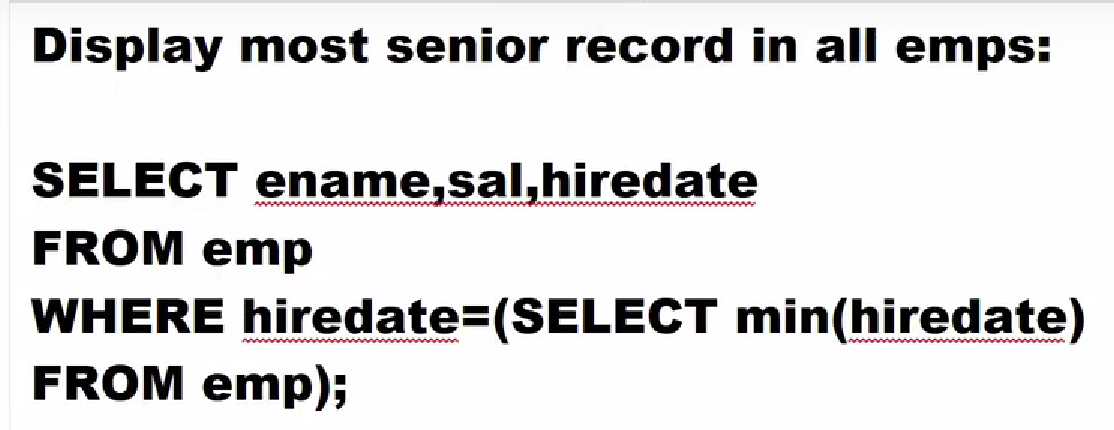 Display most senior record in all emps:
SELECT ename,sal,hiredate
FROM emp
WHERE hiredate=(SELECT min(hiredate)
FROM emp);